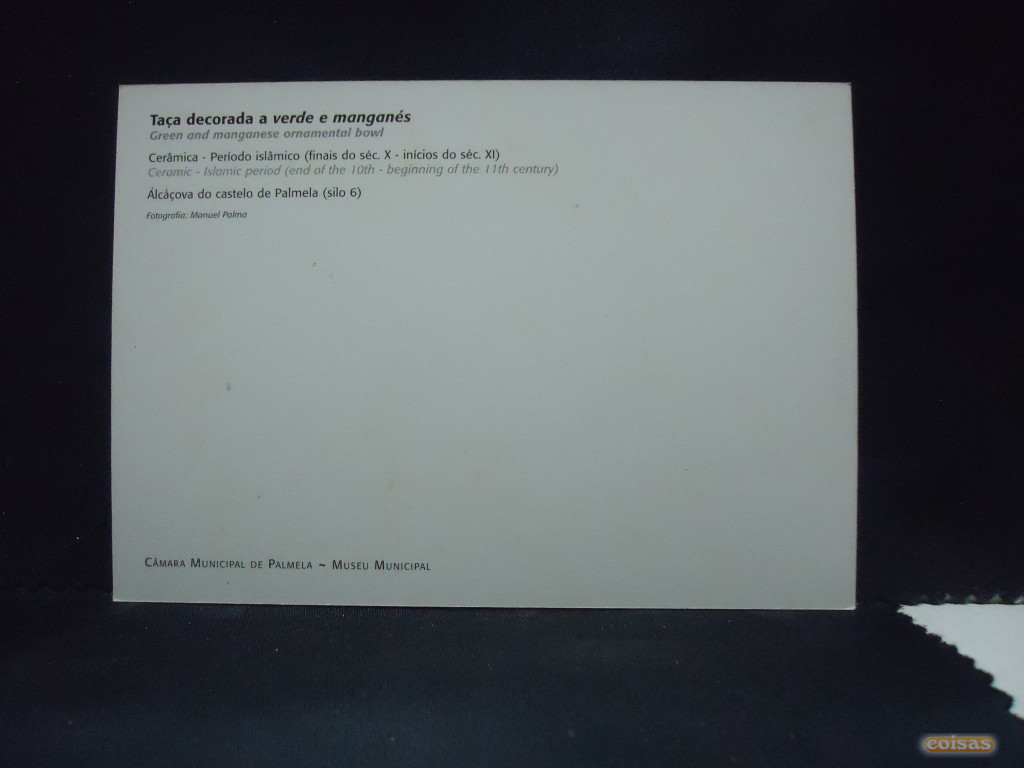 Taça decorada a verde e manganés
Green and manganese ornamental bowl
Cerâmica - Período islâmico (finais do séc. X - inícios do séc. XI)
Ceramic - Islamic period (end of the 10th - beginning of the 11th century)
Alcáçova do castelo de Palmela (silo 6)
Fotografia: Manuel Palma
CÂMARA MUNICIPAL DE PALMELA ~ MUSEU MUNICIPAL
coisas